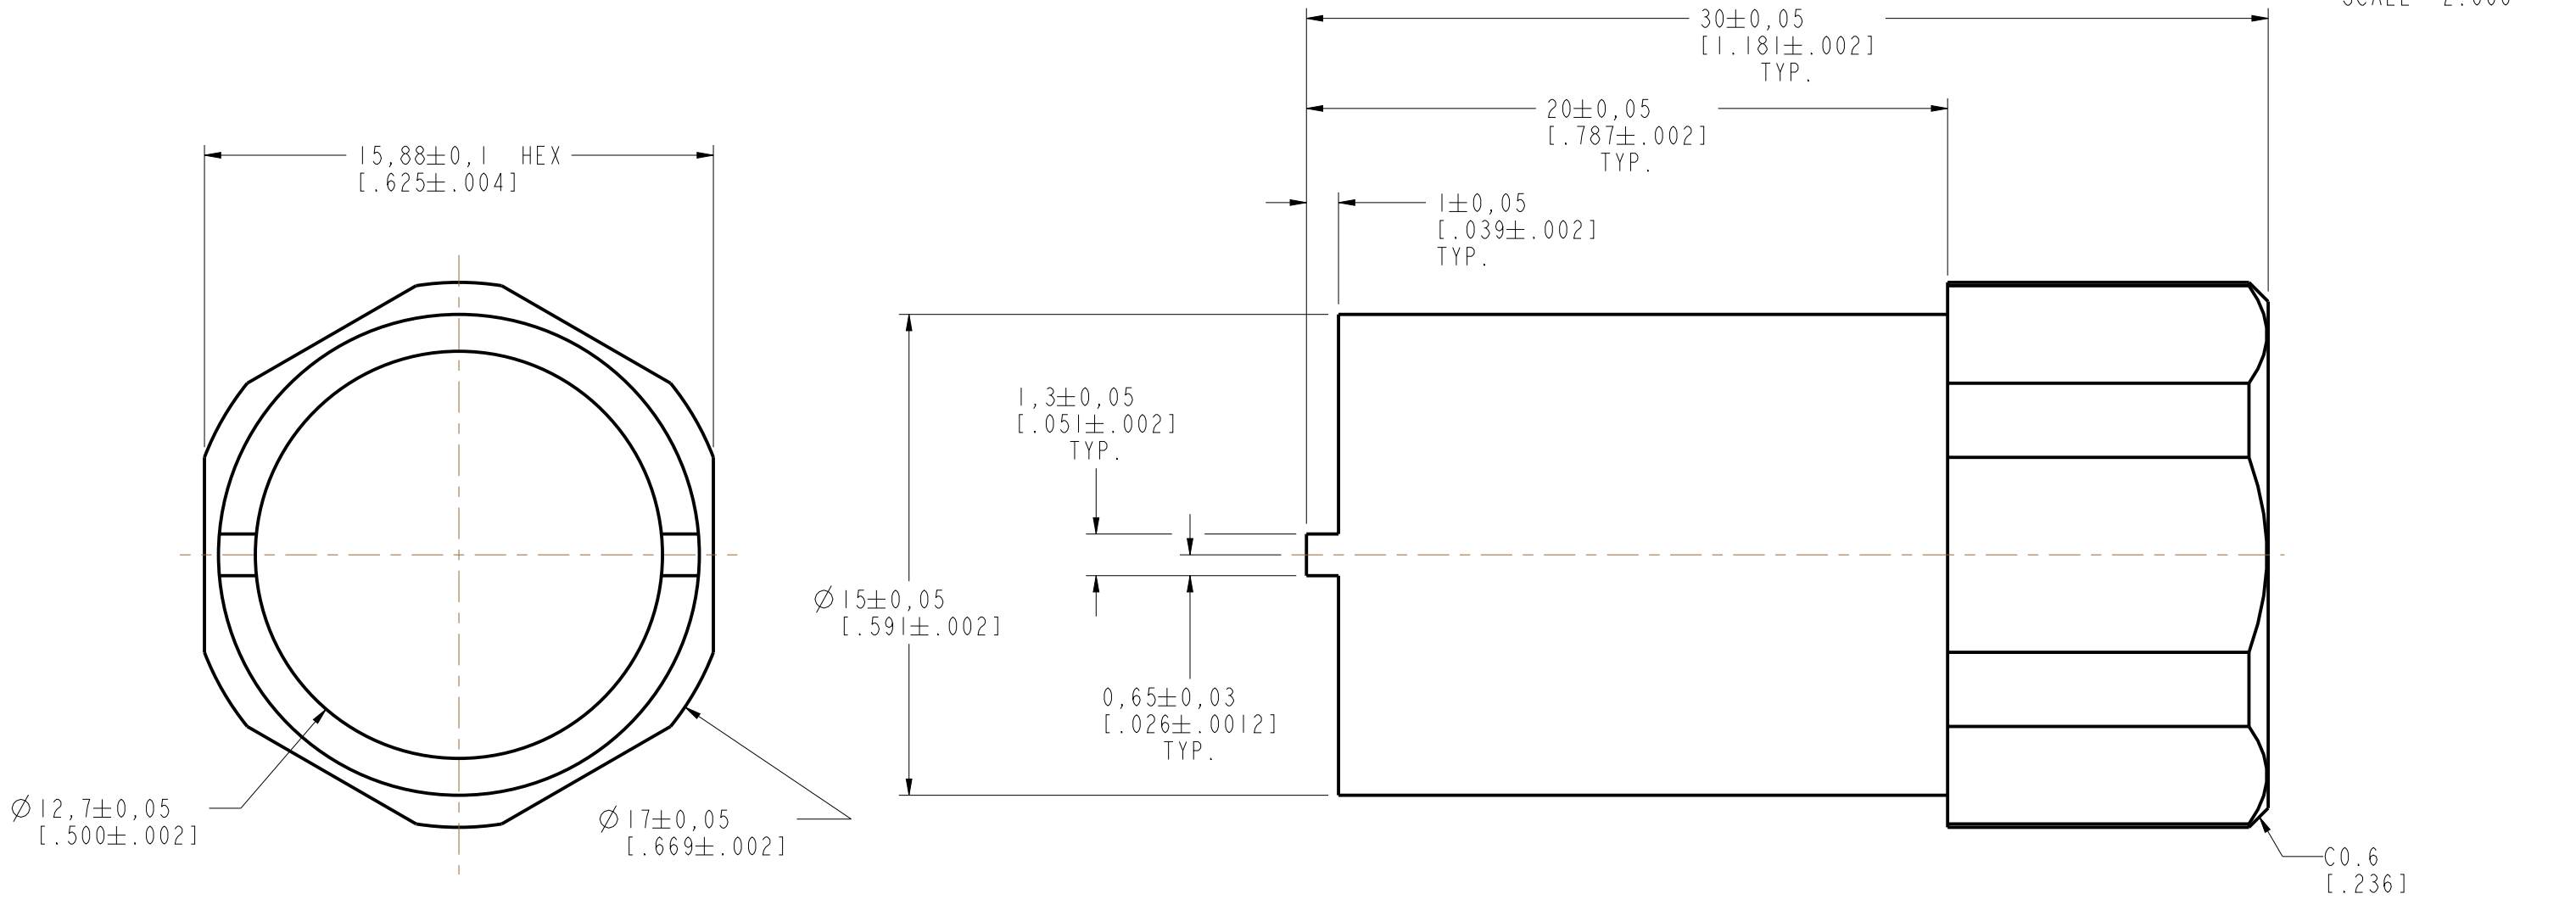 30±0,05
[1.181±.002]
TYP.
20±0,05
[.787±.002]
TYP.
15,88±0,1 HEX
[.625±.004]
1±0,05
[.039±.002]
TYP.
1,3±0,05
[.051±.002]
TYP.
Ø15±0,05
[.591±.002]
0,65±0,03
[.026±.0012]
TYP.
Ø12,7±0,05
[.500±.002]
Ø17±0,05
[.669±.002]
C0.6
[.236]